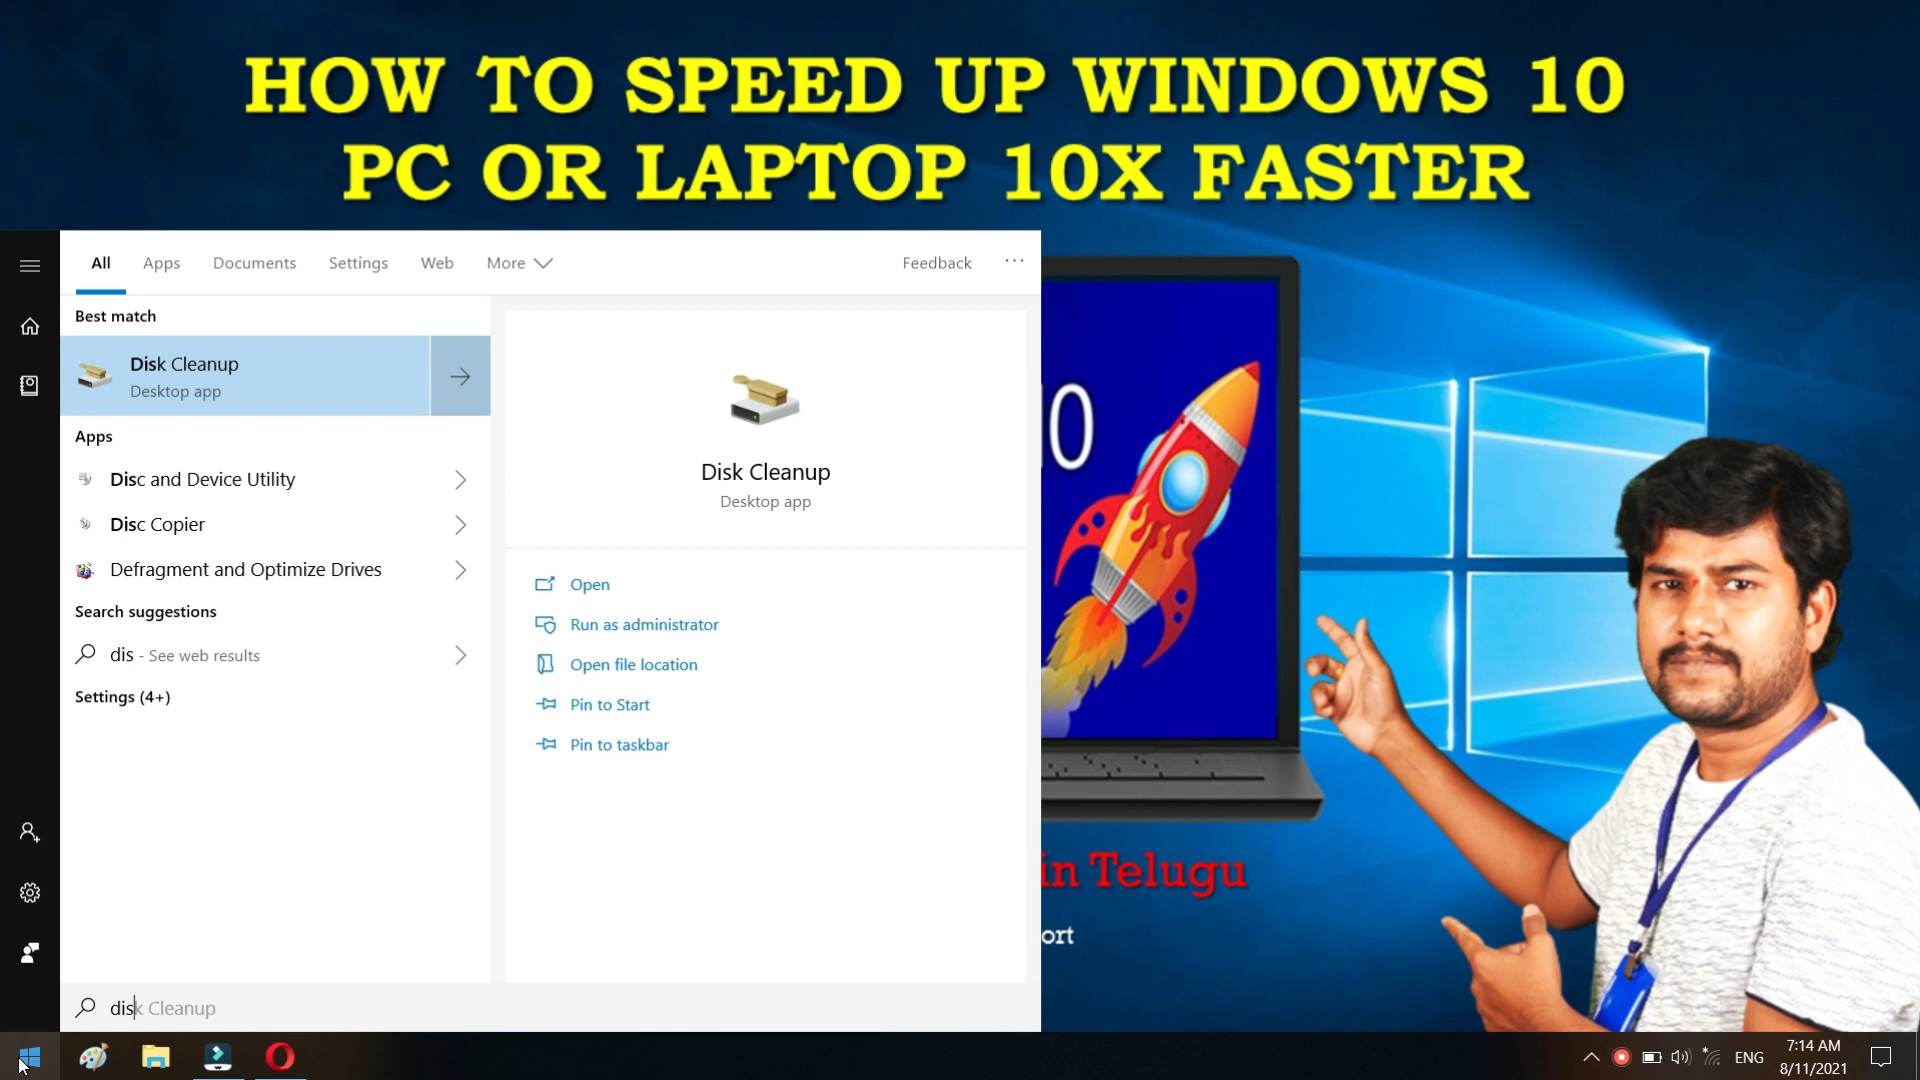 HOW TO SPEED UP WINDOWS 10
PC OR LAPTOP 10X FASTER
All Apps Documents Settings Web More Feedback ...
Best match
Disk Cleanup
Desktop app
Apps
Disc and Device Utility
Disc Copier
Defragment and Optimize Drives
Search suggestions
dis - See web results
Settings (4+)
Disk Cleanup
Desktop app
Open
Run as administrator
Open file location
Pin to Start
Pin to taskbar
10
in Telugu
ort
disk Cleanup
ENG
7:14 AM
8/11/2021